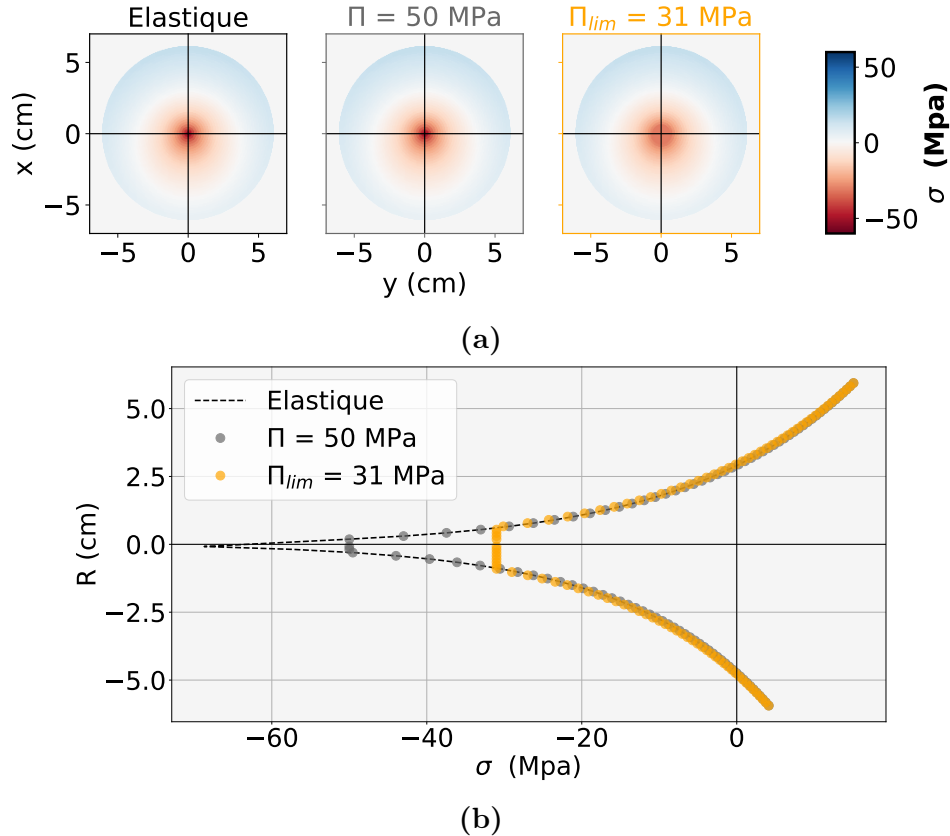 Elastique Π = 50 MPa Π_lim = 31 MPa
5
0
−5
x (cm)
−5 0 5 −5 0 5 −5 0 5
y (cm)
50
0
−50
σ (Mpa)
(a)
Elastique
Π = 50 MPa
Π_lim = 31 MPa
5.0
2.5
0.0
−2.5
−5.0
R (cm)
−60 −40 −20 0
σ (Mpa)
(b)